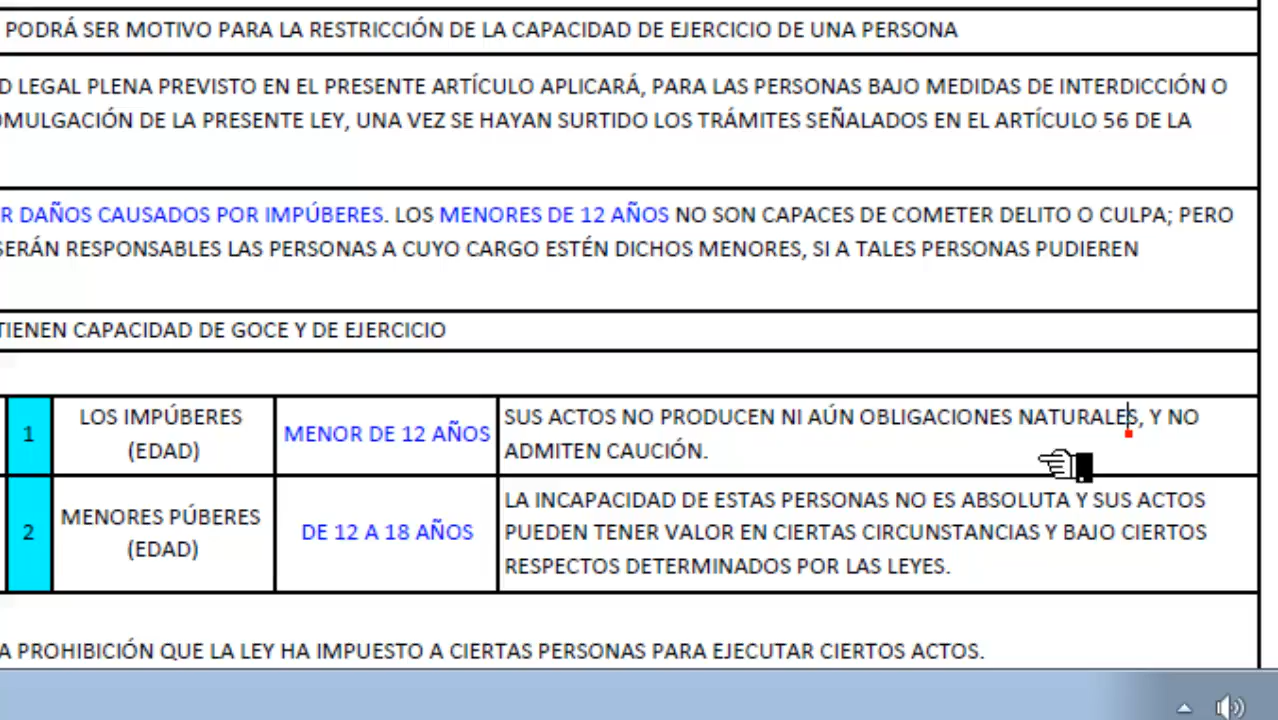 PODRÁ SER MOTIVO PARA LA RESTRICCIÓN DE LA CAPACIDAD DE EJERCICIO DE UNA PERSONA
LEGAL PLENA PREVISTO EN EL PRESENTE ARTÍCULO APLICARÁ, PARA LAS PERSONAS BAJO MEDIDAS DE INTERDICCIÓN O
DE LA PRESENTE LEY, UNA VEZ SE HAYAN SURTIDO LOS TRÁMITES SEÑALADOS EN EL ARTÍCULO 56 DE LA
DAÑOS CAUSADOS POR IMPÚBERES. LOS MENORES DE 12 AÑOS NO SON CAPACES DE COMETER DELITO O CULPA; PERO
SERÁN RESPONSABLES LAS PERSONAS A CUYO CARGO ESTÉN DICHOS MENORES, SI A TALES PERSONAS PUDIEREN
TIENEN CAPACIDAD DE GOCE Y DE EJERCICIO
1
LOS IMPÚBERES
(EDAD)
MENOR DE 12 AÑOS
SUS ACTOS NO PRODUCEN NI AÚN OBLIGACIONES NATURALES, Y NO
ADMITEN CAUCIÓN.
2
MENORES PÚBERES
(EDAD)
DE 12 A 18 AÑOS
LA INCAPACIDAD DE ESTAS PERSONAS NO ES ABSOLUTA Y SUS ACTOS
PUEDEN TENER VALOR EN CIERTAS CIRCUNSTANCIAS Y BAJO CIERTOS
RESPECTOS DETERMINADOS POR LAS LEYES.
PROHIBICIÓN QUE LA LEY HA IMPUESTO A CIERTAS PERSONAS PARA EJECUTAR CIERTOS ACTOS.